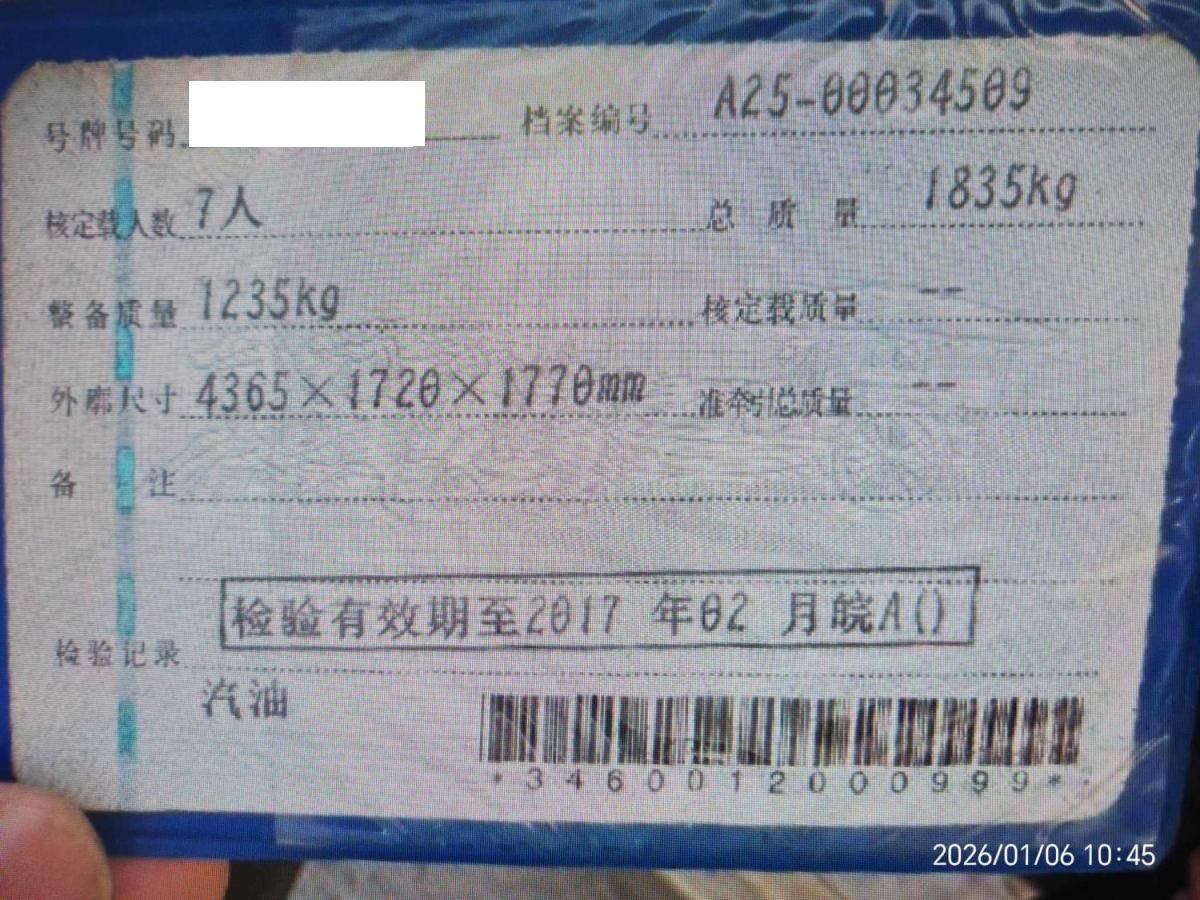 号牌号码 档案编号 A25-00034509
核定载人数 7人 总质量 1835kg
整备质量 1235kg 核定载质量 --
外廓尺寸 4365×1720×1770mm 准牵引总质量 --
备注
检验有效期至2017 年02 月皖A()
检验记录
汽油
*3460012000999*
2026/01/06 10:45